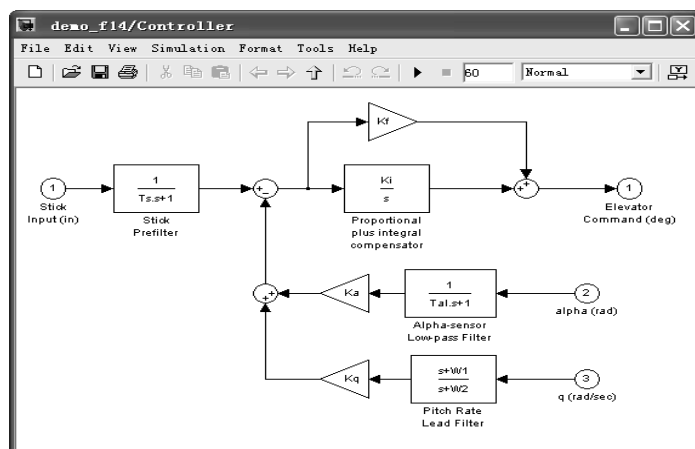 demo_f14/Controller
File Edit View Simulation Format Tools Help
60
Normal
Kf
1
Stick
Input (in)
1
Ts.s+1
Stick
Prefilter
+
-
Ki
s
Proportional
plus integral
compensator
+
+
1
Elevator
Command (deg)
+
+
Ka
1
Tal.s+1
Alpha-sensor
Low-pass Filter
2
alpha (rad)
Kq
s+W1
s+W2
Pitch Rate
Lead Filter
3
q (rad/sec)